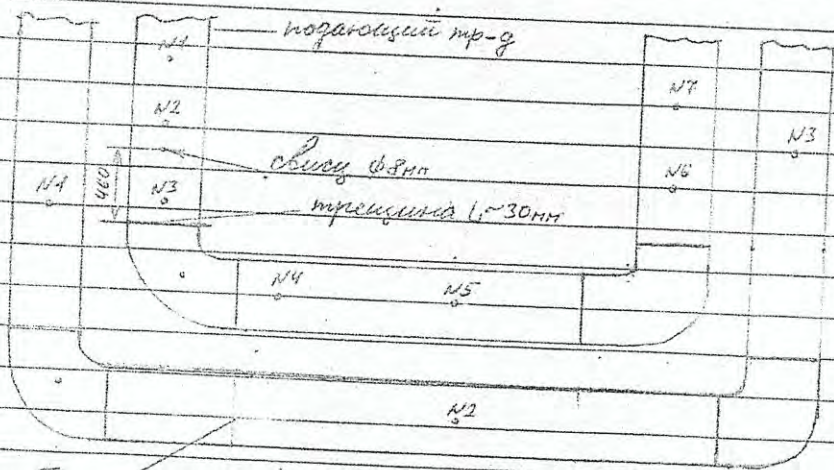 подающий тр-д
N1
N7
N2
N3
свищ ф8мм
N1
N3
N6
460
трещина l~30мм
N4
N5
N2